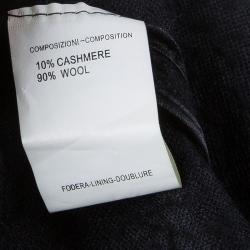 COMPOSIZIONI-COMPOSITION
10% CASHMERE
90% WOOL
FODERA-LINING-DOUBLURE